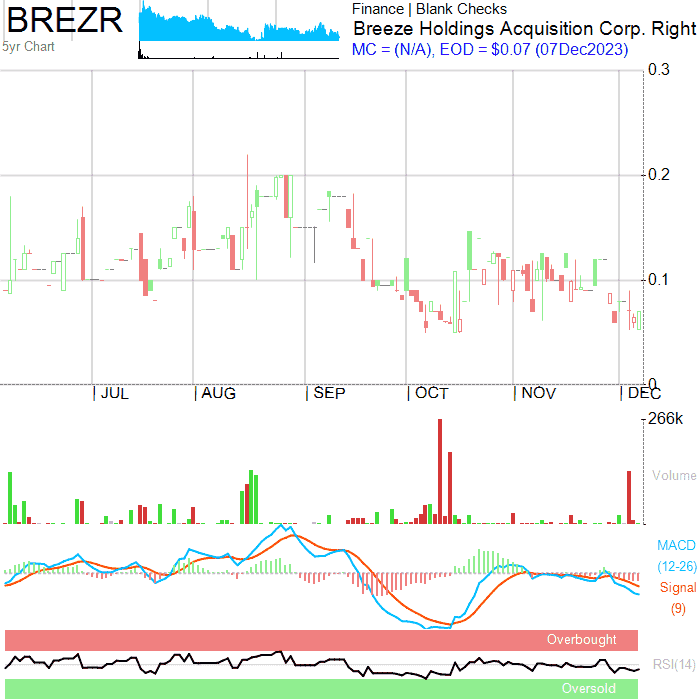 BREZR
5yr Chart
Finance | Blank Checks
Breeze Holdings Acquisition Corp. Right
MC = (N/A), EOD = $0.07 (07Dec2023)
0.3
0.2
0.1
0
JUL AUG SEP OCT NOV DEC
266k
Volume
MACD
(12-26)
Signal
(9)
Overbought
RSI(14)
Oversold